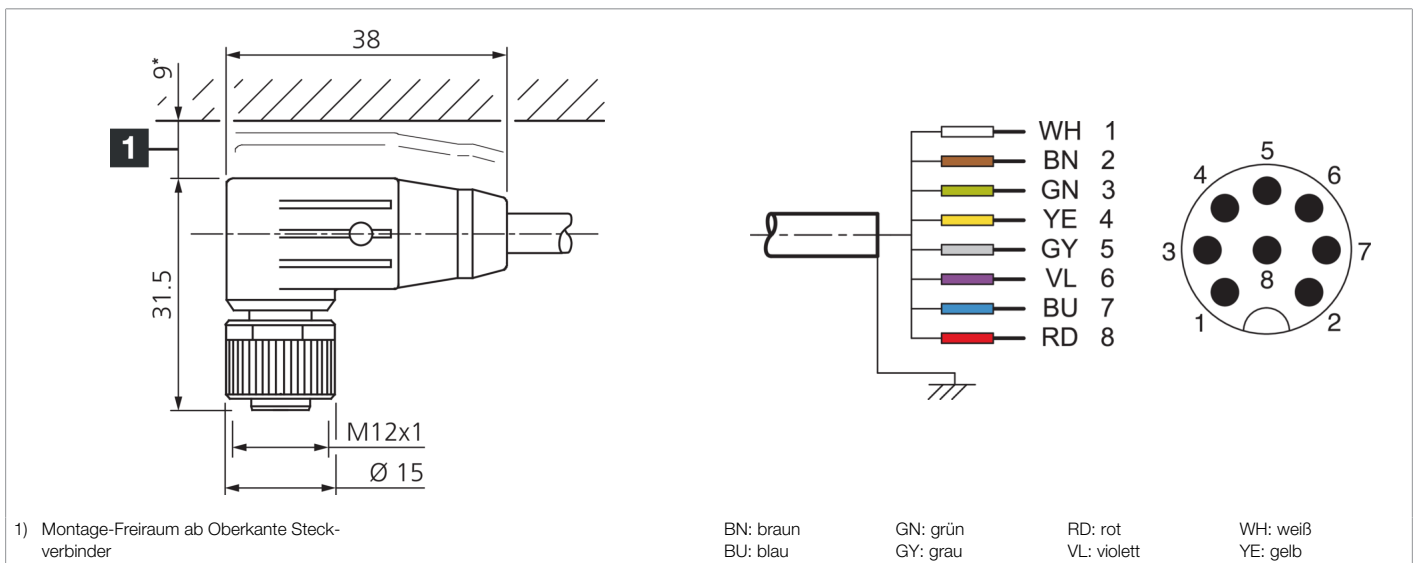 38
9*
1
31.5
M12x1
Ø 15
WH 1
BN 2
GN 3
YE 4
GY 5
VL 6
BU 7
RD 8
5
4 6
3 7
8
1 2
1) Montage-Freiraum ab Oberkante Steck-
verbinder
BN: braun GN: grün RD: rot WH: weiß
BU: blau GY: grau VL: violett YE: gelb